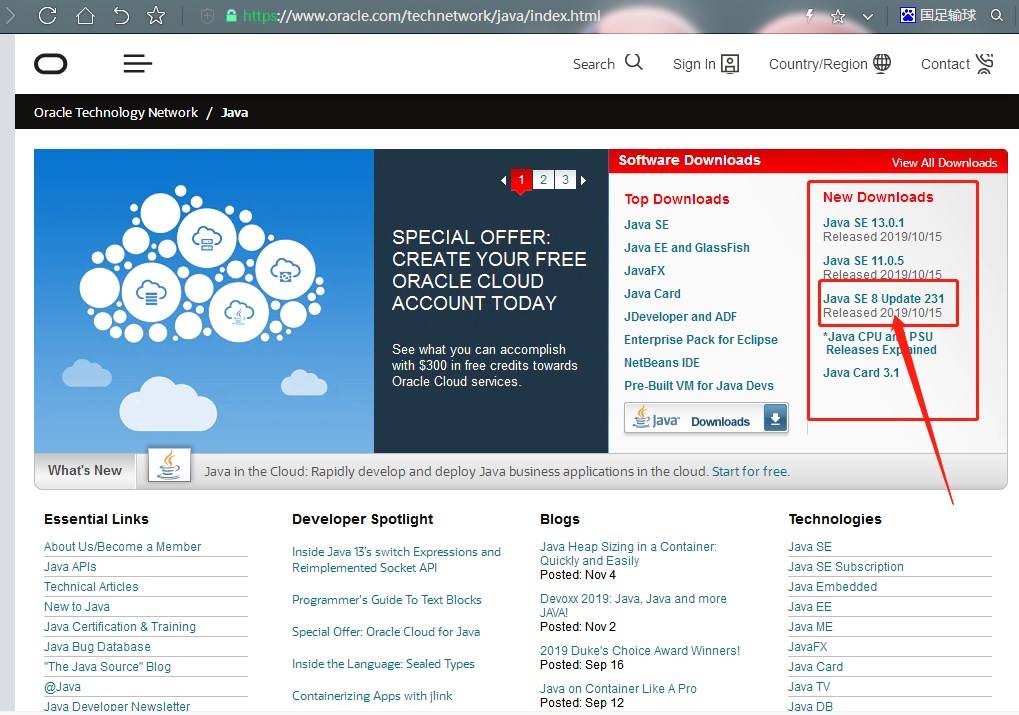 https://www.oracle.com/technetwork/java/index.html
国足输球
Search
Sign In
Country/Region
Contact
Oracle Technology Network / Java
1 2 3
SPECIAL OFFER:
CREATE YOUR FREE
ORACLE CLOUD
ACCOUNT TODAY
See what you can accomplish
with $300 in free credits towards
Oracle Cloud services.
Software Downloads
View All Downloads
Top Downloads
Java SE
Java EE and GlassFish
JavaFX
Java Card
JDeveloper and ADF
Enterprise Pack for Eclipse
NetBeans IDE
Pre-Built VM for Java Devs
Java Downloads
New Downloads
Java SE 13.0.1
Released 2019/10/15
Java SE 11.0.5
Released 2019/10/15
Java SE 8 Update 231
Released 2019/10/15
*Java CPU and PSU
Releases Explained
Java Card 3.1
What's New
Java in the Cloud: Rapidly develop and deploy Java business applications in the cloud. Start for free.
Essential Links
About Us/Become a Member
Java APIs
Technical Articles
New to Java
Java Certification & Training
Java Bug Database
"The Java Source" Blog
@Java
Java Developer Newsletter
Developer Spotlight
Inside Java 13's switch Expressions and
Reimplemented Socket API
Programmer's Guide To Text Blocks
Special Offer: Oracle Cloud for Java
Inside the Language: Sealed Types
Containerizing Apps with jlink
Blogs
Java Heap Sizing in a Container:
Quickly and Easily
Posted: Nov 4
Devoxx 2019: Java, Java and more
JAVA!
Posted: Nov 2
2019 Duke's Choice Award Winners!
Posted: Sep 16
Java on Container Like A Pro
Posted: Sep 12
Technologies
Java SE
Java SE Subscription
Java Embedded
Java EE
Java ME
JavaFX
Java Card
Java TV
Java DB